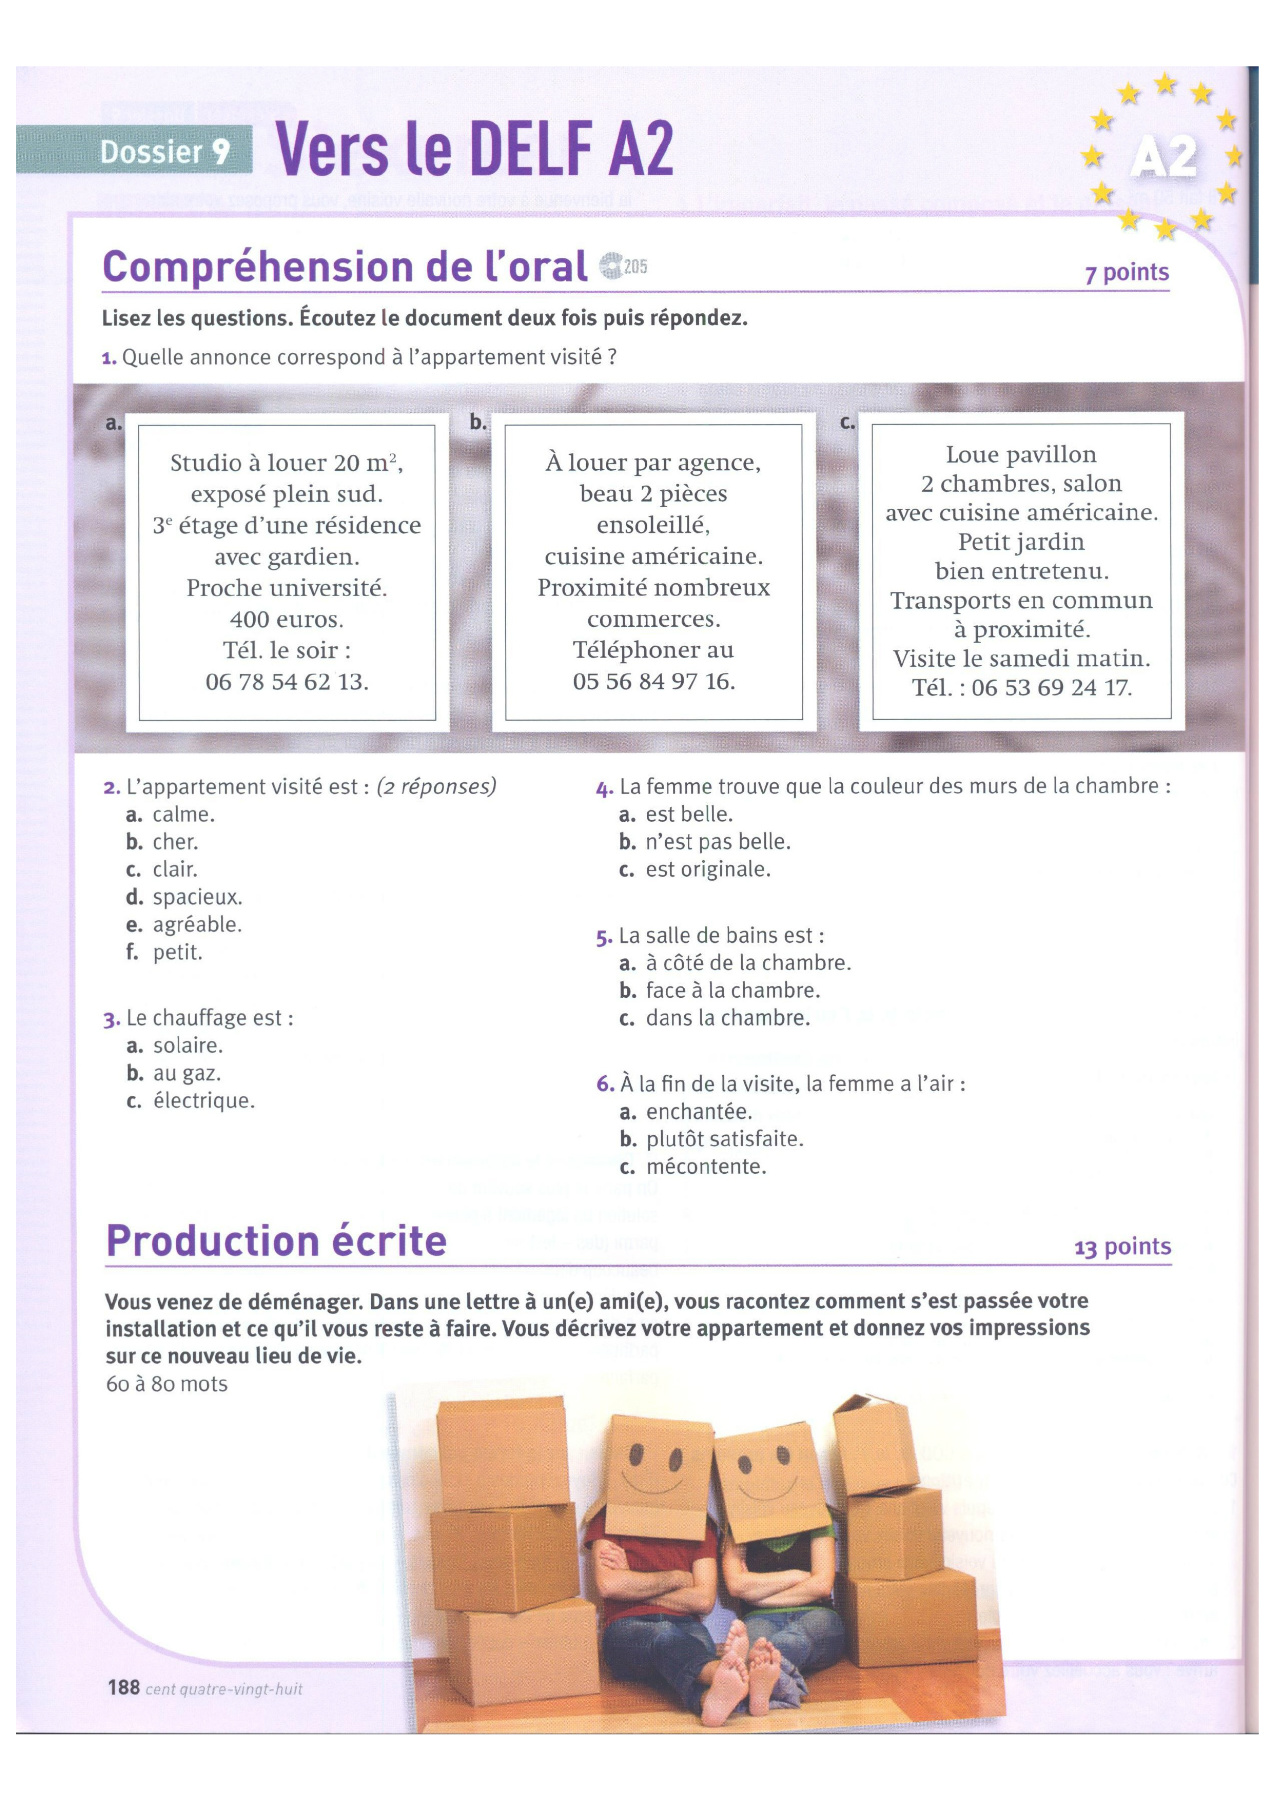 Dossier 9 Vers le DELF A2
A2
Compréhension de l'oral 205
7 points
Lisez les questions. Écoutez le document deux fois puis répondez.
1. Quelle annonce correspond à l'appartement visité ?
a.
Studio à louer 20 m²,
exposé plein sud.
3e étage d'une résidence
avec gardien.
Proche université.
400 euros.
Tél. le soir :
06 78 54 62 13.
b.
À louer par agence,
beau 2 pièces
ensoleillé,
cuisine américaine.
Proximité nombreux
commerces.
Téléphoner au
05 56 84 97 16.
c.
Loue pavillon
2 chambres, salon
avec cuisine américaine.
Petit jardin
bien entretenu.
Transports en commun
à proximité.
Visite le samedi matin.
Tél. : 06 53 69 24 17.
2. L'appartement visité est : (2 réponses)
a. calme.
b. cher.
c. clair.
d. spacieux.
e. agréable.
f. petit.
3. Le chauffage est :
a. solaire.
b. au gaz.
c. électrique.
4. La femme trouve que la couleur des murs de la chambre :
a. est belle.
b. n'est pas belle.
c. est originale.
5. La salle de bains est :
a. à côté de la chambre.
b. face à la chambre.
c. dans la chambre.
6. À la fin de la visite, la femme a l'air :
a. enchantée.
b. plutôt satisfaite.
c. mécontente.
Production écrite
13 points
Vous venez de déménager. Dans une lettre à un(e) ami(e), vous racontez comment s'est passée votre
installation et ce qu'il vous reste à faire. Vous décrivez votre appartement et donnez vos impressions
sur ce nouveau lieu de vie.
60 à 80 mots
188 cent quatre-vingt-huit